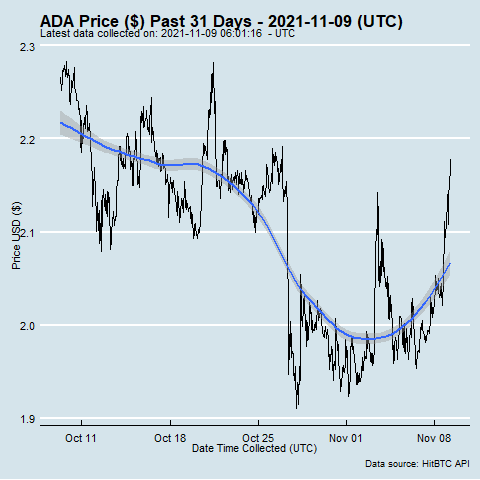 ADA Price ($) Past 31 Days - 2021-11-09 (UTC)
Latest data collected on: 2021-11-09 06:01:16 - UTC
2.3
2.2
2.1
2.0
1.9
Price USD ($)
Oct 11 Oct 18 Oct 25 Nov 01 Nov 08
Date Time Collected (UTC)
Data source: HitBTC API